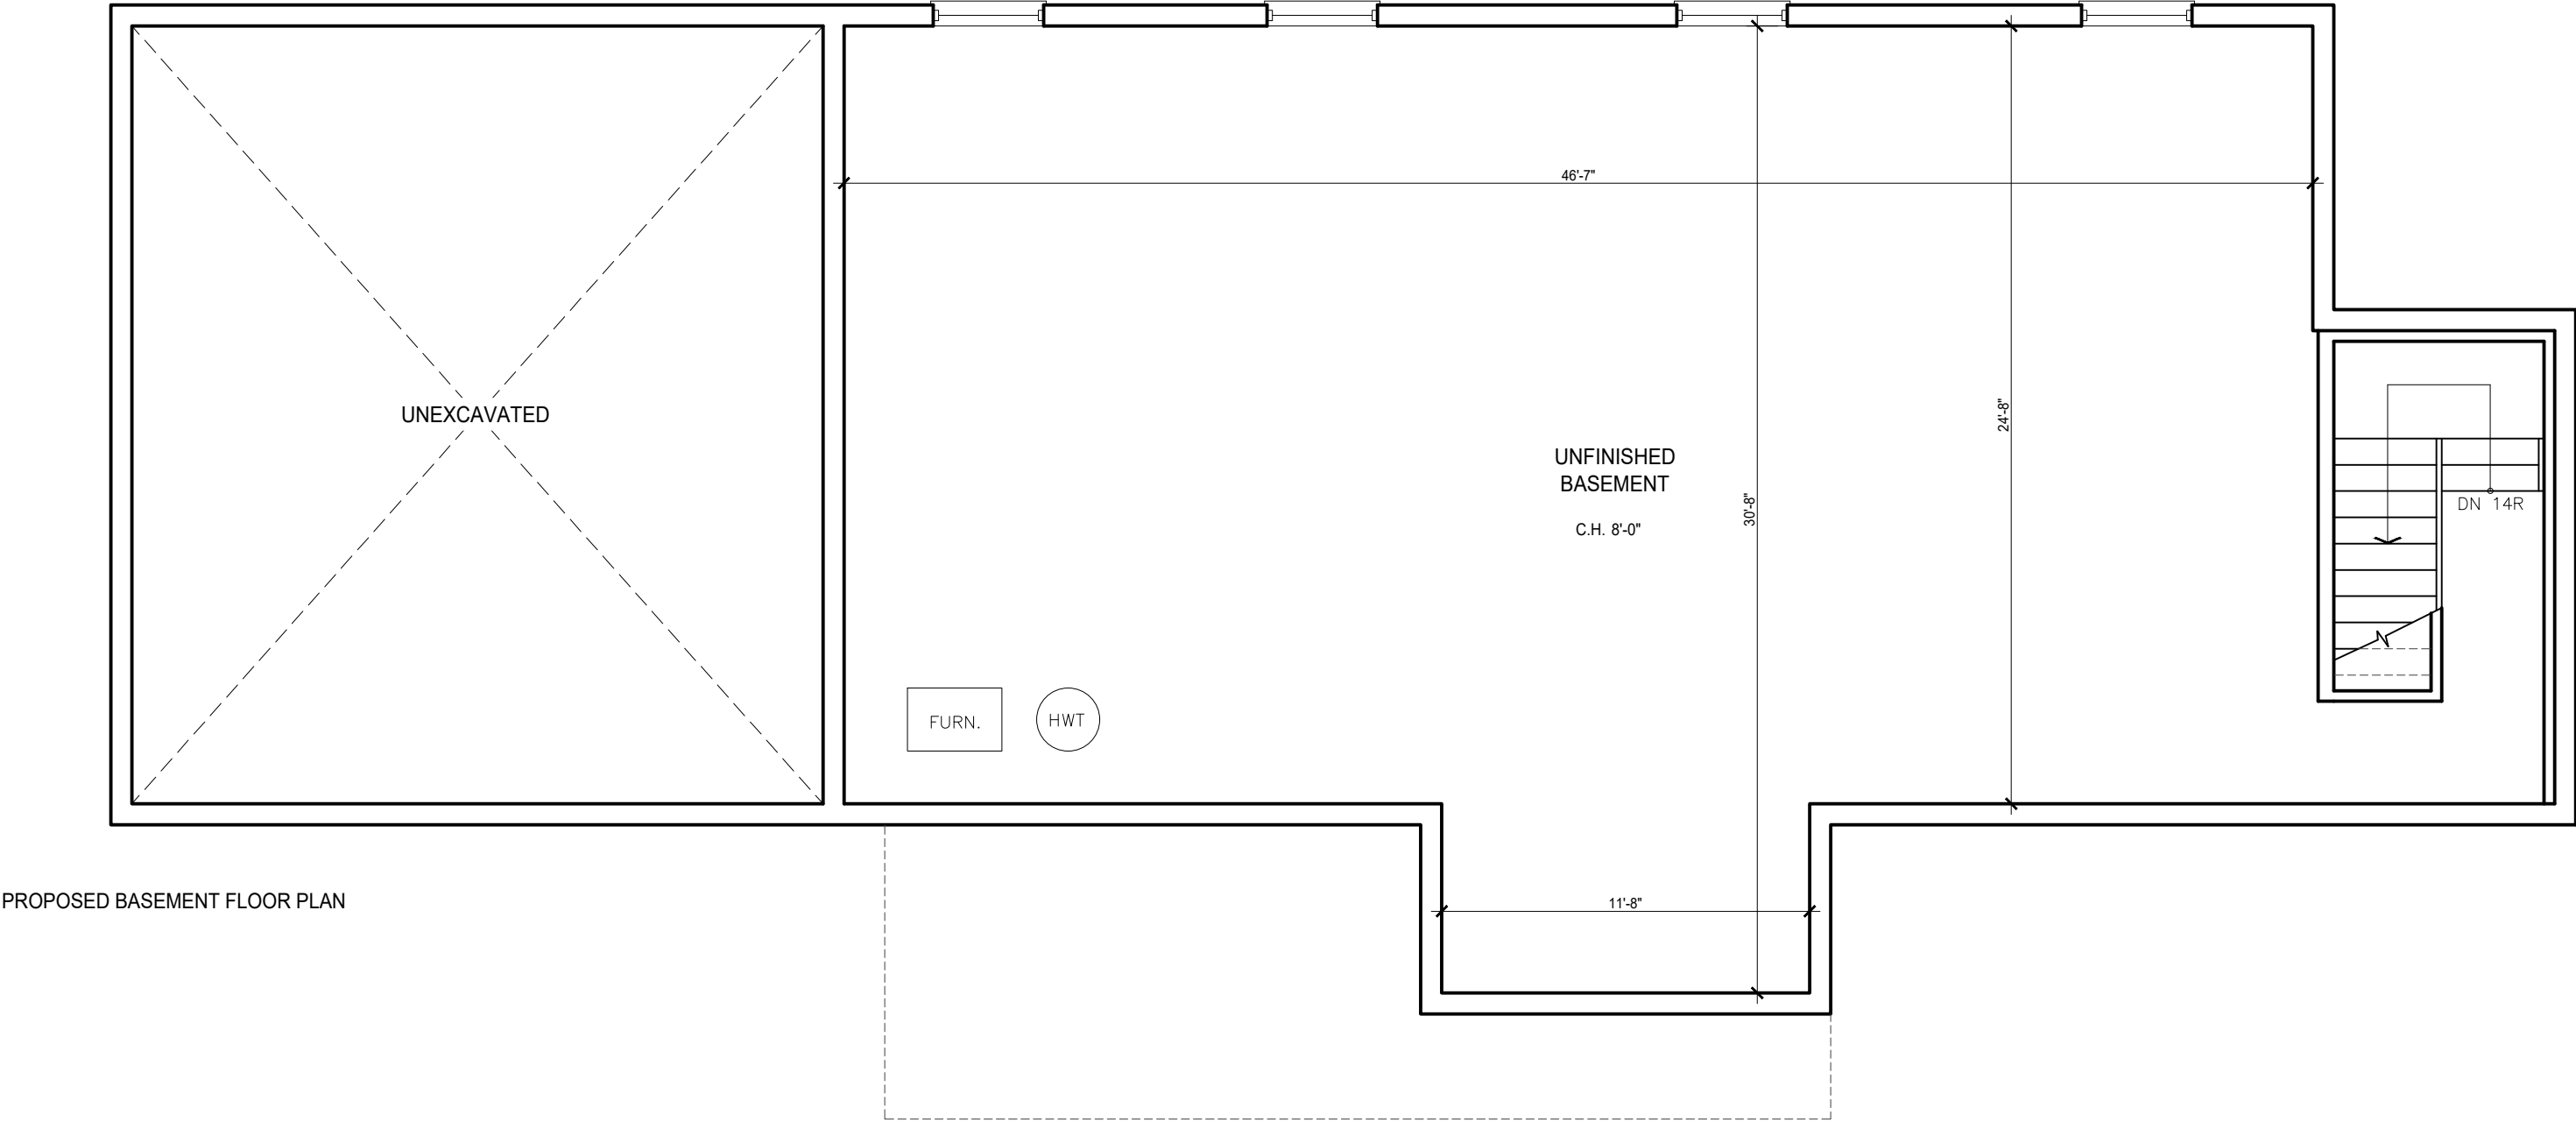 46'-7"
UNEXCAVATED
24'-8"
UNFINISHED
BASEMENT
30'-8"
DN 14R
C.H. 8'-0"
FURN.
HWT
PROPOSED BASEMENT FLOOR PLAN
11'-8"